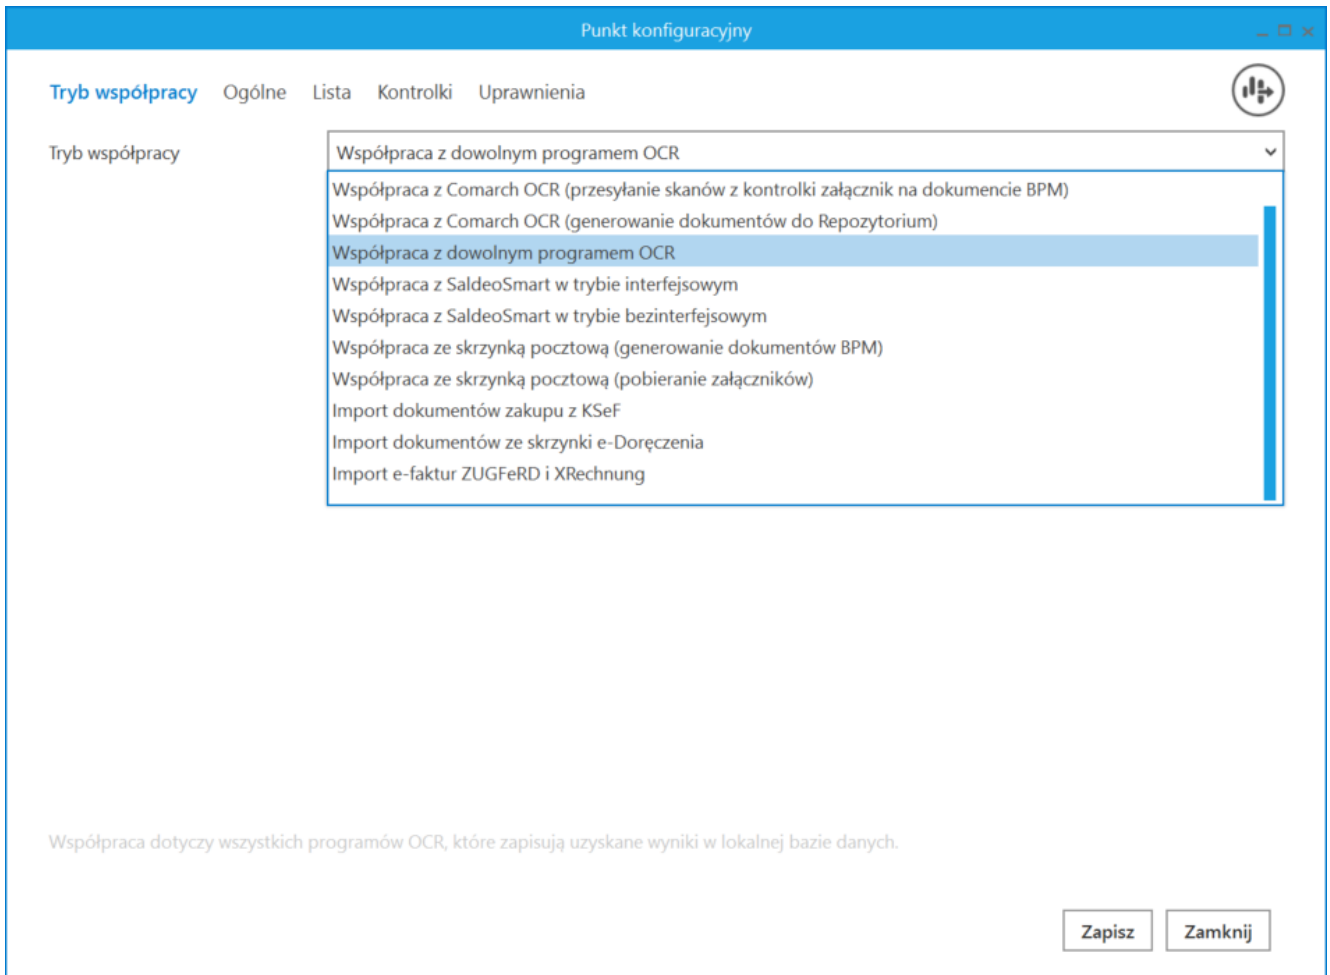 Punkt konfiguracyjny
Tryb współpracy Ogólne Lista Kontrolki Uprawnienia
Tryb współpracy Współpraca z dowolnym programem OCR
Współpraca z Comarch OCR (przesyłanie skanów z kontrolki załącznik na dokumencie BPM)
Współpraca z Comarch OCR (generowanie dokumentów do Repozytorium)
Współpraca z dowolnym programem OCR
Współpraca z SaldeoSmart w trybie interfejsowym
Współpraca z SaldeoSmart w trybie bezinterfejsowym
Współpraca ze skrzynką pocztową (generowanie dokumentów BPM)
Współpraca ze skrzynką pocztową (pobieranie załączników)
Import dokumentów zakupu z KSeF
Import dokumentów ze skrzynki e-Doręczenia
Import e-faktur ZUGFeRD i XRechnung
Współpraca dotyczy wszystkich programów OCR, które zapisują uzyskane wyniki w lokalnej bazie danych.
Zapisz Zamknij